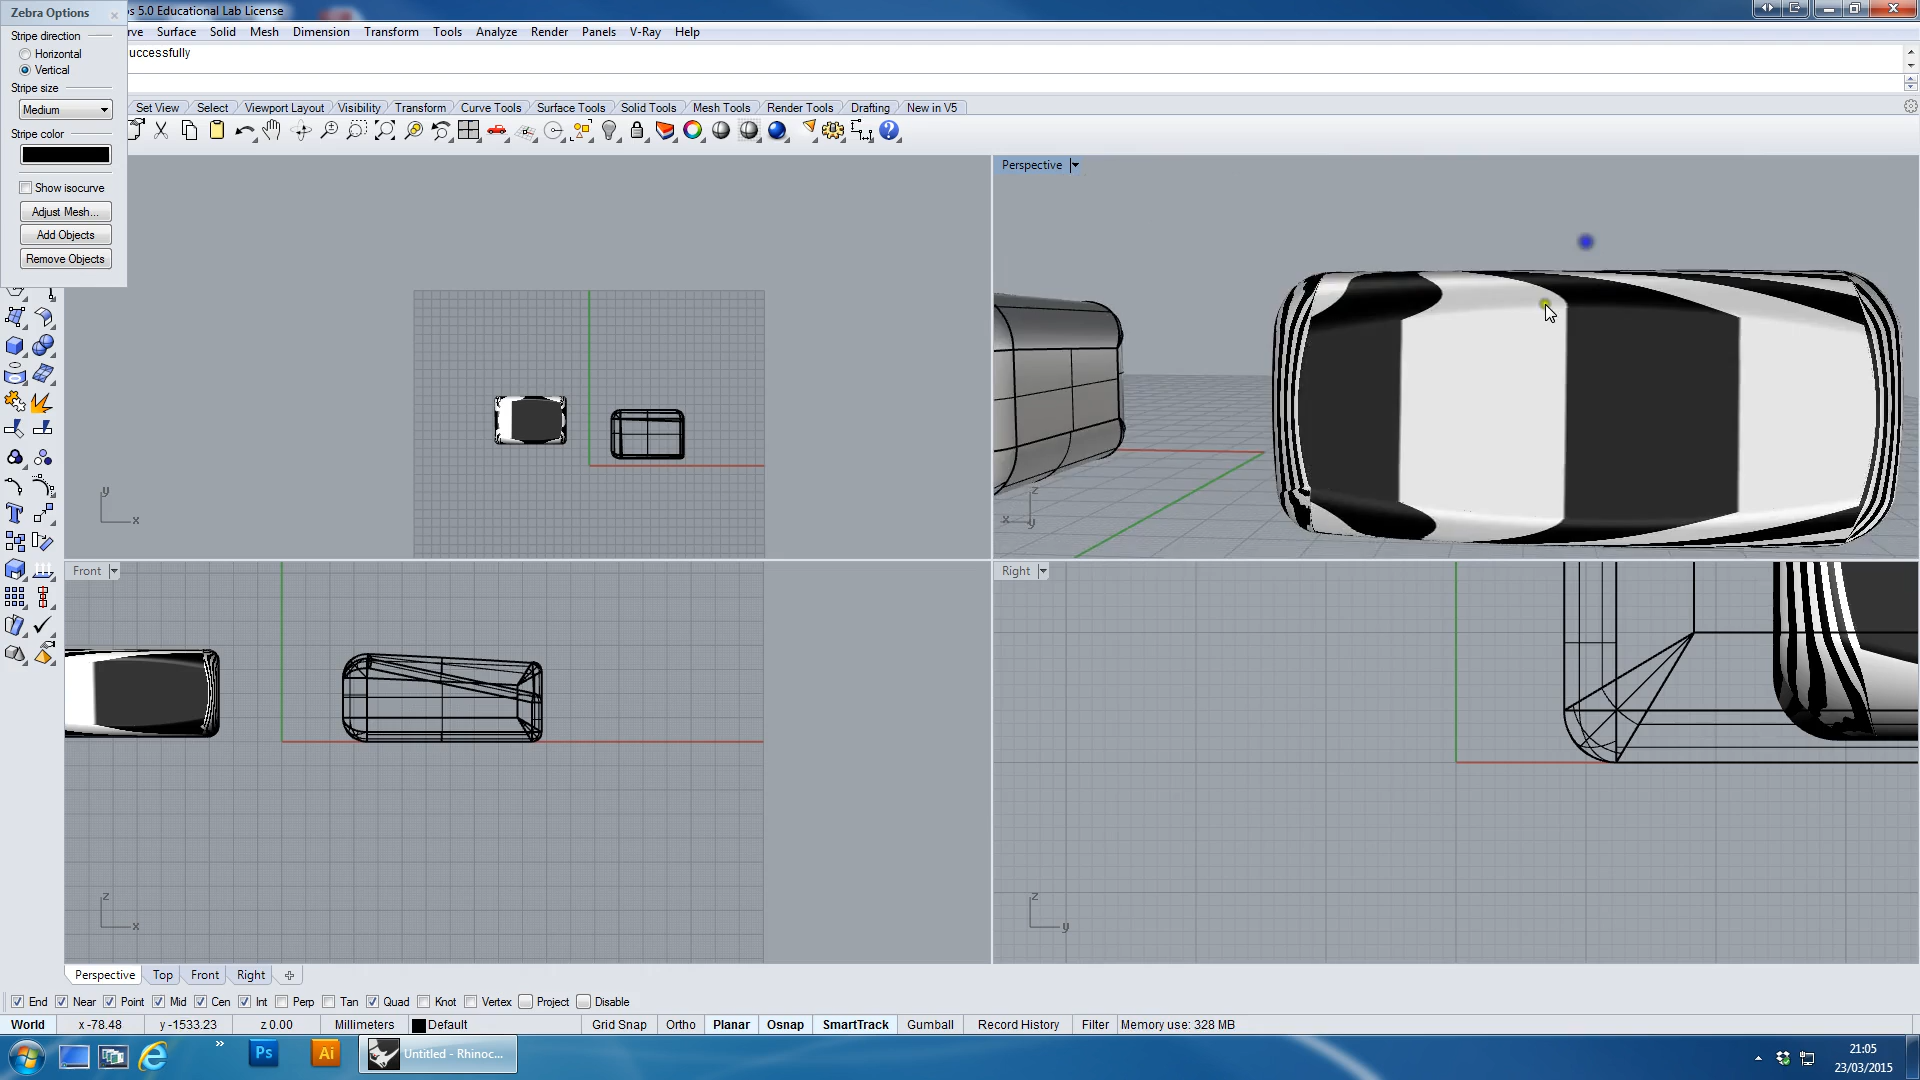 Zebra Options
os 5.0 Educational Lab License
Stripe direction
rve Surface Solid Mesh Dimension Transform Tools Analyze Render Panels V-Ray Help
Horizontal
uccessfully
Vertical
Stripe size
Medium
Set View Select Viewport Layout Visibility Transform Curve Tools Surface Tools Solid Tools Mesh Tools Render Tools Drafting New in V5
Stripe color
Show isocurve
Adjust Mesh...
Add Objects
Remove Objects
Perspective
y
x
z
x
y
Front
Right
z
x
z
y
Perspective Top Front Right
End Near Point Mid Cen Int Perp Tan Quad Knot Vertex Project Disable
World x -78.48 y -1533.23 z 0.00 Millimeters Default Grid Snap Ortho Planar Osnap SmartTrack Gumball Record History Filter Memory use: 328 MB
Ps
Ai
Untitled - Rhinoc...
21:05
23/03/2015